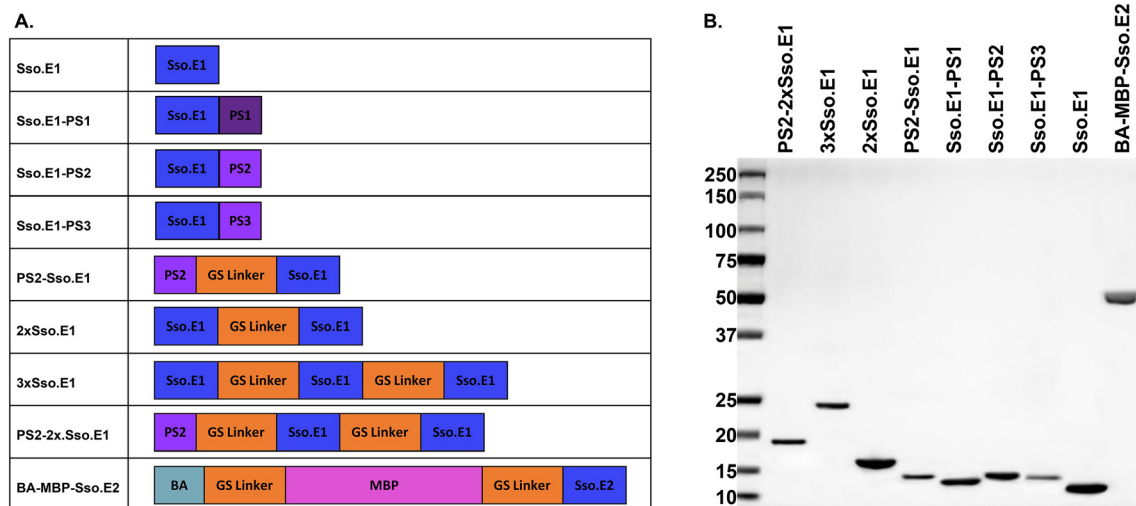 A.
Sso.E1
Sso.E1
Sso.E1-PS1
Sso.E1 PS1
Sso.E1-PS2
Sso.E1 PS2
Sso.E1-PS3
Sso.E1 PS3
PS2-Sso.E1
PS2 GS Linker Sso.E1
2xSso.E1
Sso.E1 GS Linker Sso.E1
3xSso.E1
Sso.E1 GS Linker Sso.E1 GS Linker Sso.E1
PS2-2x.Sso.E1
PS2 GS Linker Sso.E1 GS Linker Sso.E1
BA-MBP-Sso.E2
BA GS Linker MBP GS Linker Sso.E2
B.
PS2-2xSso.E1
3xSso.E1
2xSso.E1
PS2-Sso.E1
Sso.E1-PS1
Sso.E1-PS2
Sso.E1-PS3
Sso.E1
BA-MBP-Sso.E2
250
150
100
75
50
37
25
20
15
10